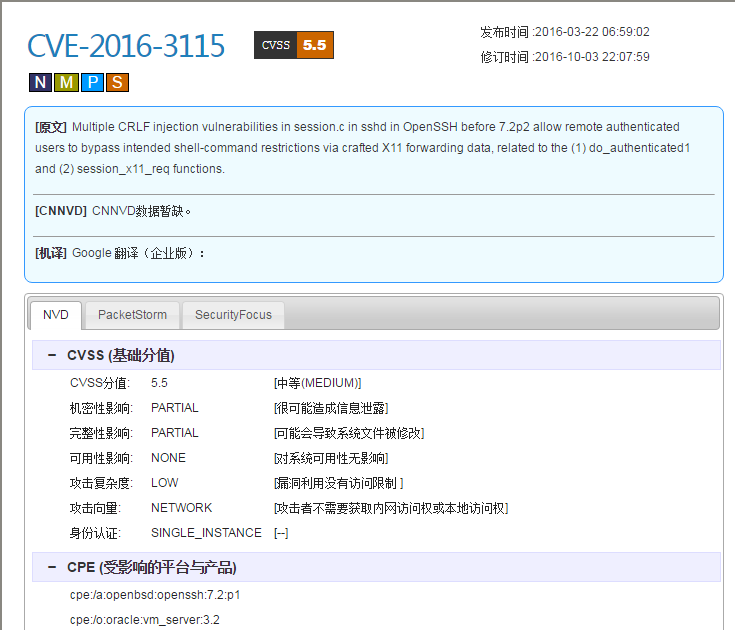 CVE-2016-3115
CVSS 5.5
发布时间 :2016-03-22 06:59:02
修订时间 :2016-10-03 22:07:59
N M P S
[原文] Multiple CRLF injection vulnerabilities in session.c in sshd in OpenSSH before 7.2p2 allow remote authenticated
users to bypass intended shell-command restrictions via crafted X11 forwarding data, related to the (1) do_authenticated1
and (2) session_x11_req functions.
[CNNVD] CNNVD数据暂缺。
[机译] Google 翻译（企业版）：
NVD PacketStorm SecurityFocus
− CVSS (基础分值)
CVSS分值: 5.5 [中等(MEDIUM)]
机密性影响: PARTIAL [很可能造成信息泄露]
完整性影响: PARTIAL [可能会导致系统文件被修改]
可用性影响: NONE [对系统可用性无影响]
攻击复杂度: LOW [漏洞利用没有访问限制 ]
攻击向量: NETWORK [攻击者不需要获取内网访问权或本地访问权]
身份认证: SINGLE_INSTANCE [--]
− CPE (受影响的平台与产品)
cpe:/a:openbsd:openssh:7.2:p1
cpe:/o:oracle:vm_server:3.2